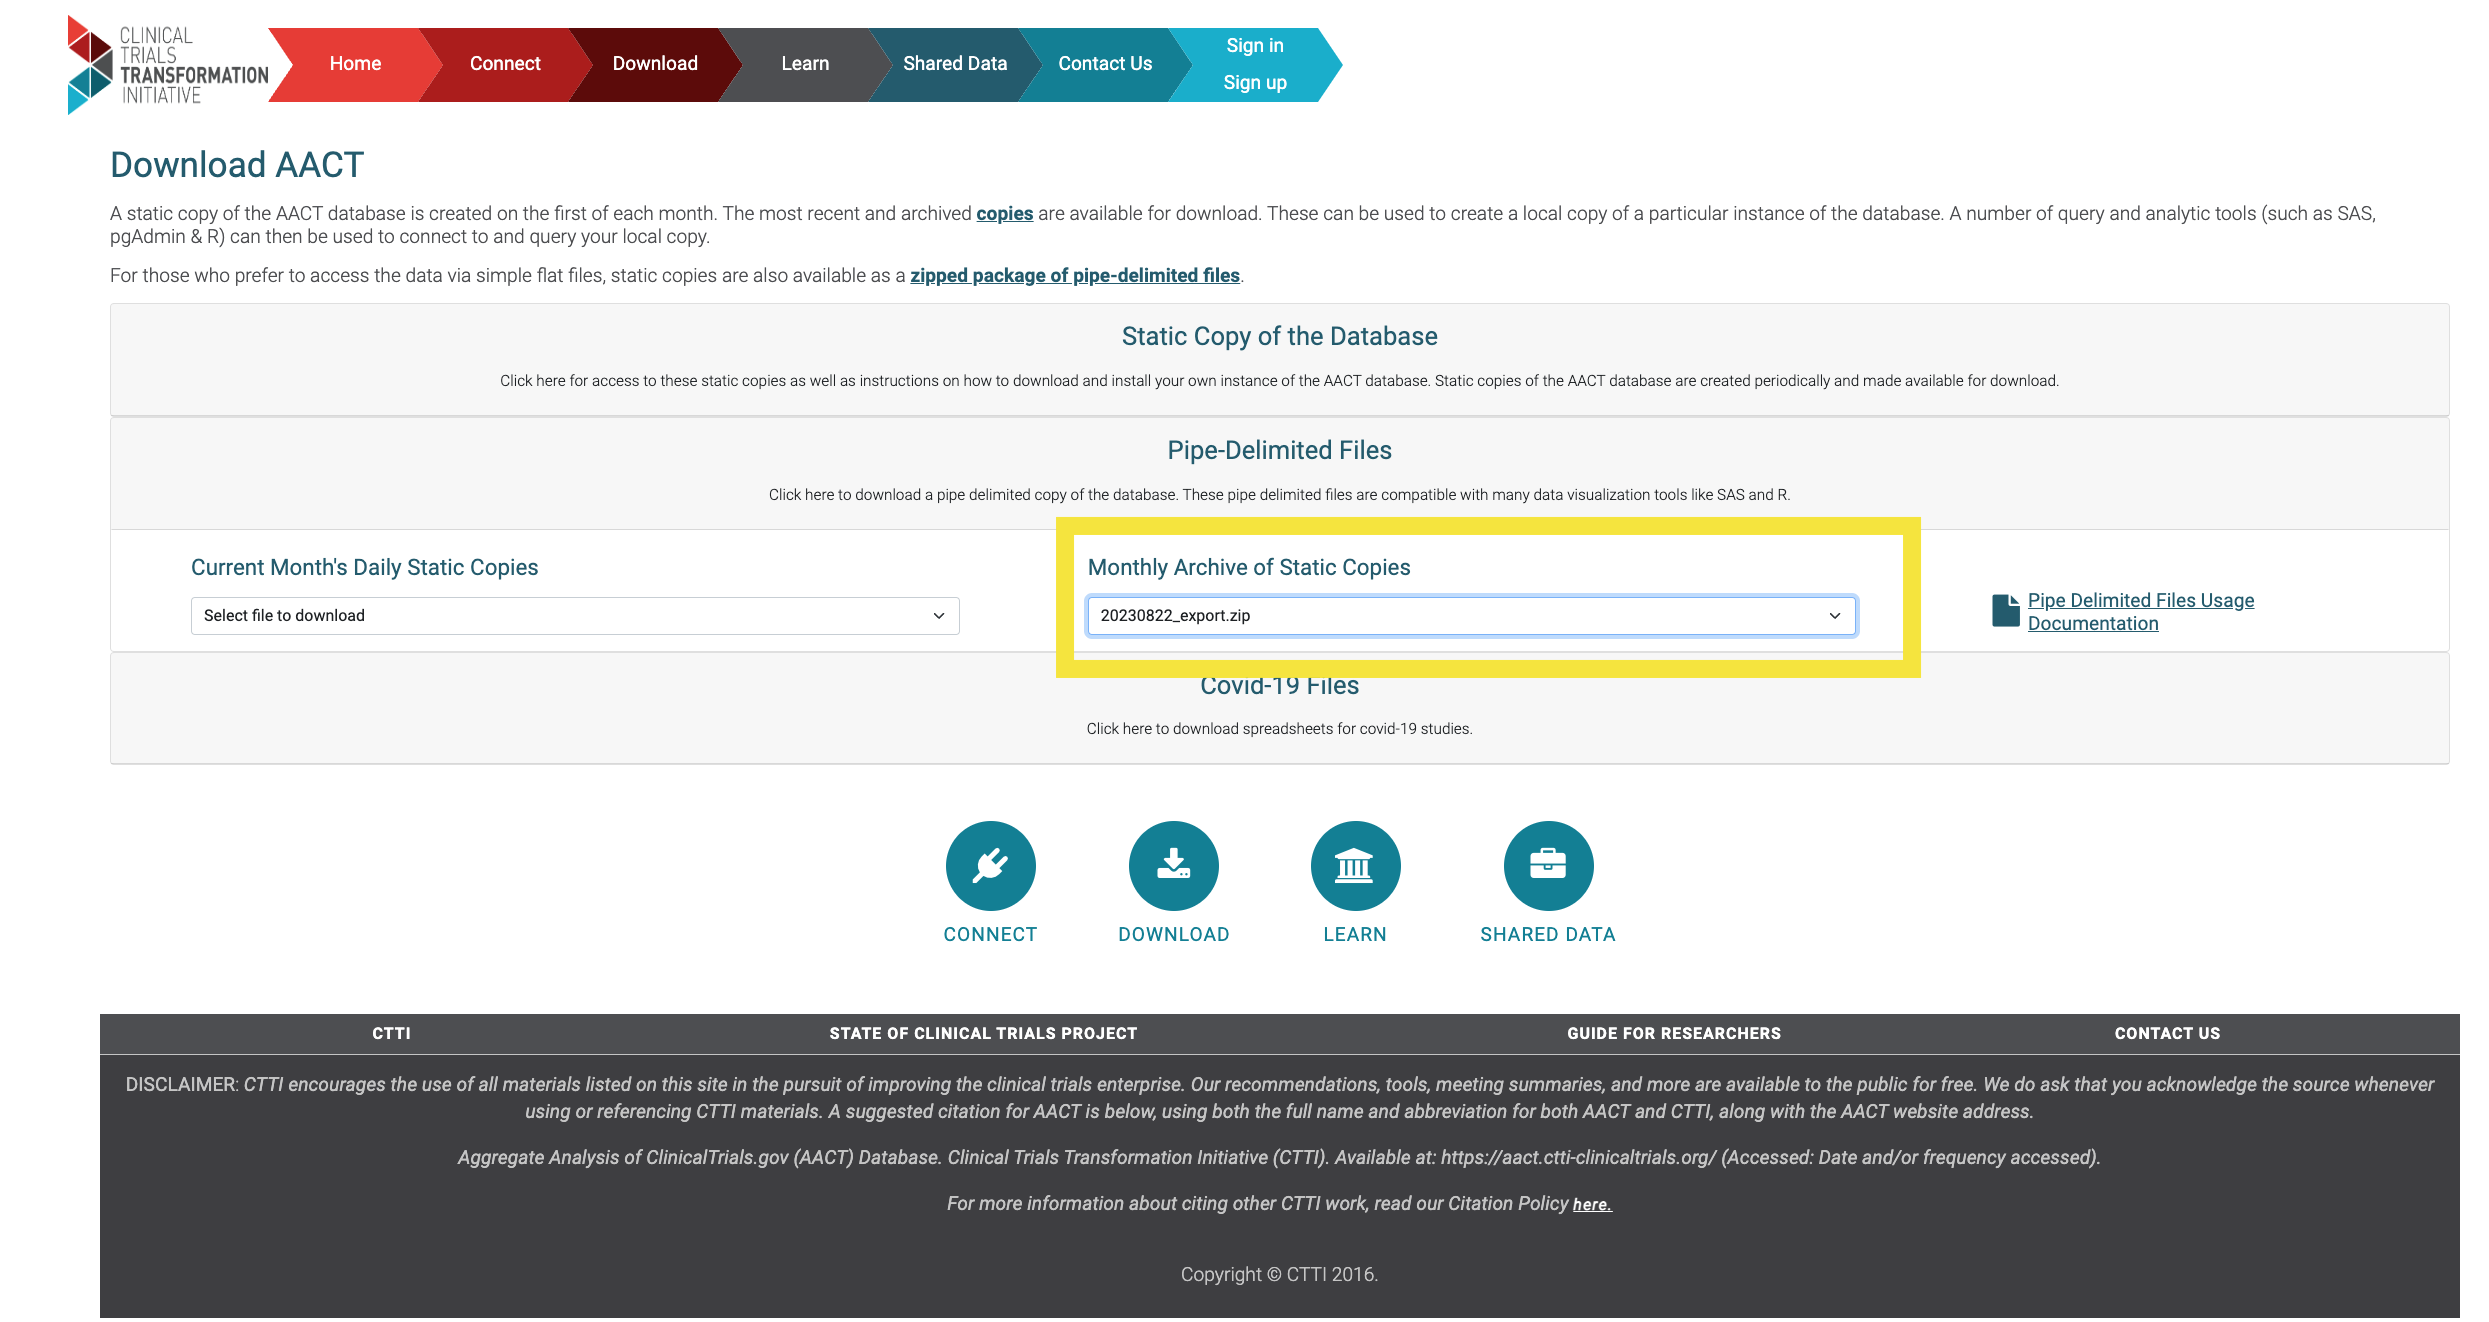 CLINICAL
TRIALS
TRANSFORMATION
INITIATIVE
Home
Connect
Download
Learn
Shared Data
Contact Us
Sign in
Sign up
Download AACT
A static copy of the AACT database is created on the first of each month. The most recent and archived copies are available for download. These can be used to create a local copy of a particular instance of the database. A number of query and analytic tools (such as SAS,
pgAdmin & R) can then be used to connect to and query your local copy.
For those who prefer to access the data via simple flat files, static copies are also available as a zipped package of pipe-delimited files.
Static Copy of the Database
Click here for access to these static copies as well as instructions on how to download and install your own instance of the AACT database. Static copies of the AACT database are created periodically and made available for download.
Pipe-Delimited Files
Click here to download a pipe delimited copy of the database. These pipe delimited files are compatible with many data visualization tools like SAS and R.
Current Month's Daily Static Copies
Select file to download
Monthly Archive of Static Copies
20230822_export.zip
Pipe Delimited Files Usage
Documentation
Covid-19 Files
Click here to download spreadsheets for covid-19 studies.
CONNECT
DOWNLOAD
LEARN
SHARED DATA
CTTI
STATE OF CLINICAL TRIALS PROJECT
GUIDE FOR RESEARCHERS
CONTACT US
DISCLAIMER: CTTI encourages the use of all materials listed on this site in the pursuit of improving the clinical trials enterprise. Our recommendations, tools, meeting summaries, and more are available to the public for free. We do ask that you acknowledge the source whenever
using or referencing CTTI materials. A suggested citation for AACT is below, using both the full name and abbreviation for both AACT and CTTI, along with the AACT website address.
Aggregate Analysis of ClinicalTrials.gov (AACT) Database. Clinical Trials Transformation Initiative (CTTI). Available at: https://aact.ctti-clinicaltrials.org/ (Accessed: Date and/or frequency accessed).
For more information about citing other CTTI work, read our Citation Policy here.
Copyright © CTTI 2016.